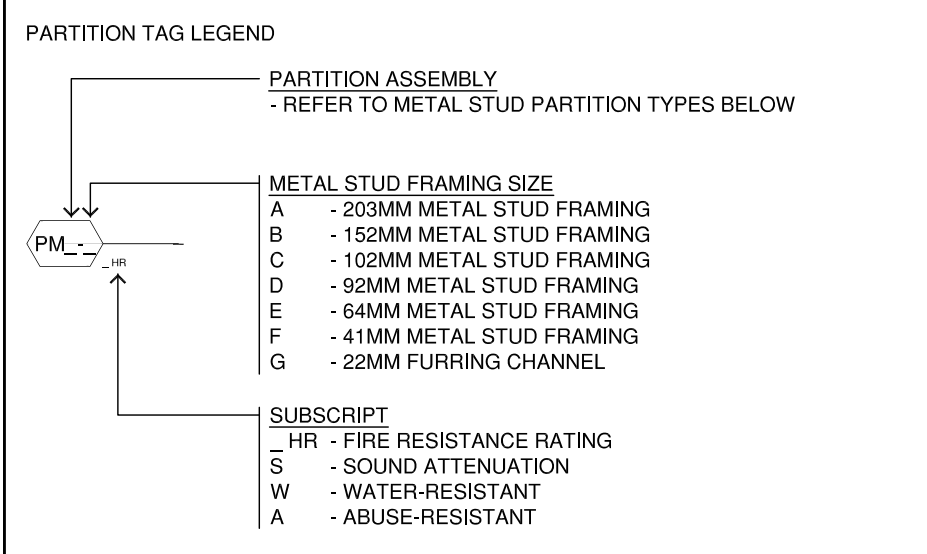 PARTITION TAG LEGEND
PARTITION ASSEMBLY
- REFER TO METAL STUD PARTITION TYPES BELOW
METAL STUD FRAMING SIZE
A - 203MM METAL STUD FRAMING
B - 152MM METAL STUD FRAMING
C - 102MM METAL STUD FRAMING
D - 92MM METAL STUD FRAMING
E - 64MM METAL STUD FRAMING
F - 41MM METAL STUD FRAMING
G - 22MM FURRING CHANNEL
PM_-_
_ HR
SUBSCRIPT
_ HR - FIRE RESISTANCE RATING
S - SOUND ATTENUATION
W - WATER-RESISTANT
A - ABUSE-RESISTANT